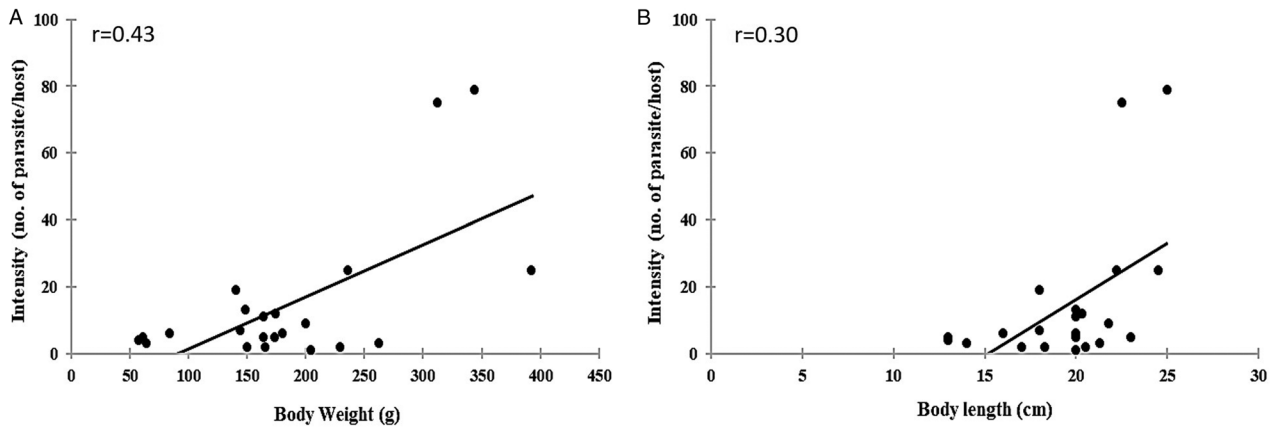 A
r=0.43
Intensity (no. of parasite/host)
100
80
60
40
20
0
0 50 100 150 200 250 300 350 400 450
Body Weight (g)
B
r=0.30
Intensity (no. of parasite/host)
100
80
60
40
20
0
0 5 10 15 20 25 30
Body length (cm)